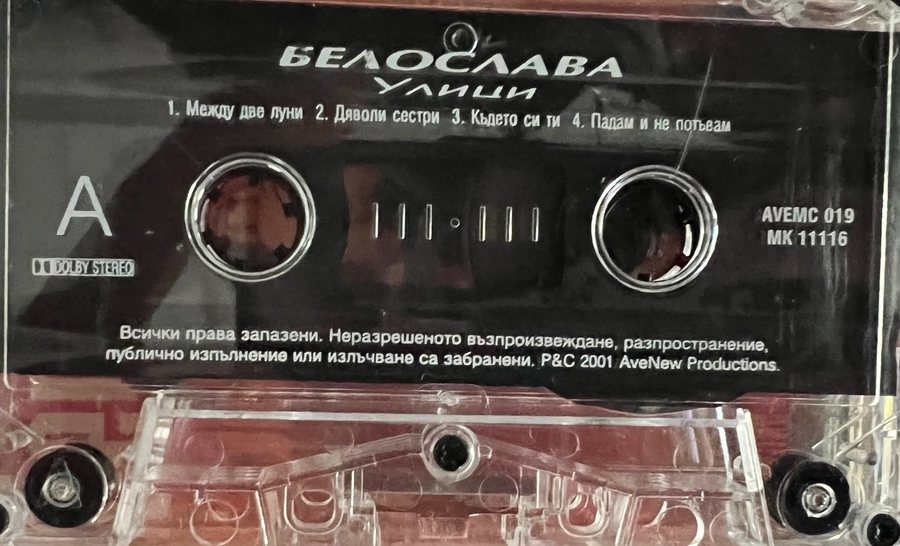 БЕЛОСЛАВА
Улици
1. Между две луни 2. Дяволи сестри 3. Където си ти 4. Падам и не потъвам
A
DOLBY STEREO
AVEMC 019
MK 11116
Всички права запазени. Неразрешеното възпроизвеждане, разпространение,
публично изпълнение или излъчване са забранени. P&C 2001 AveNew Productions.